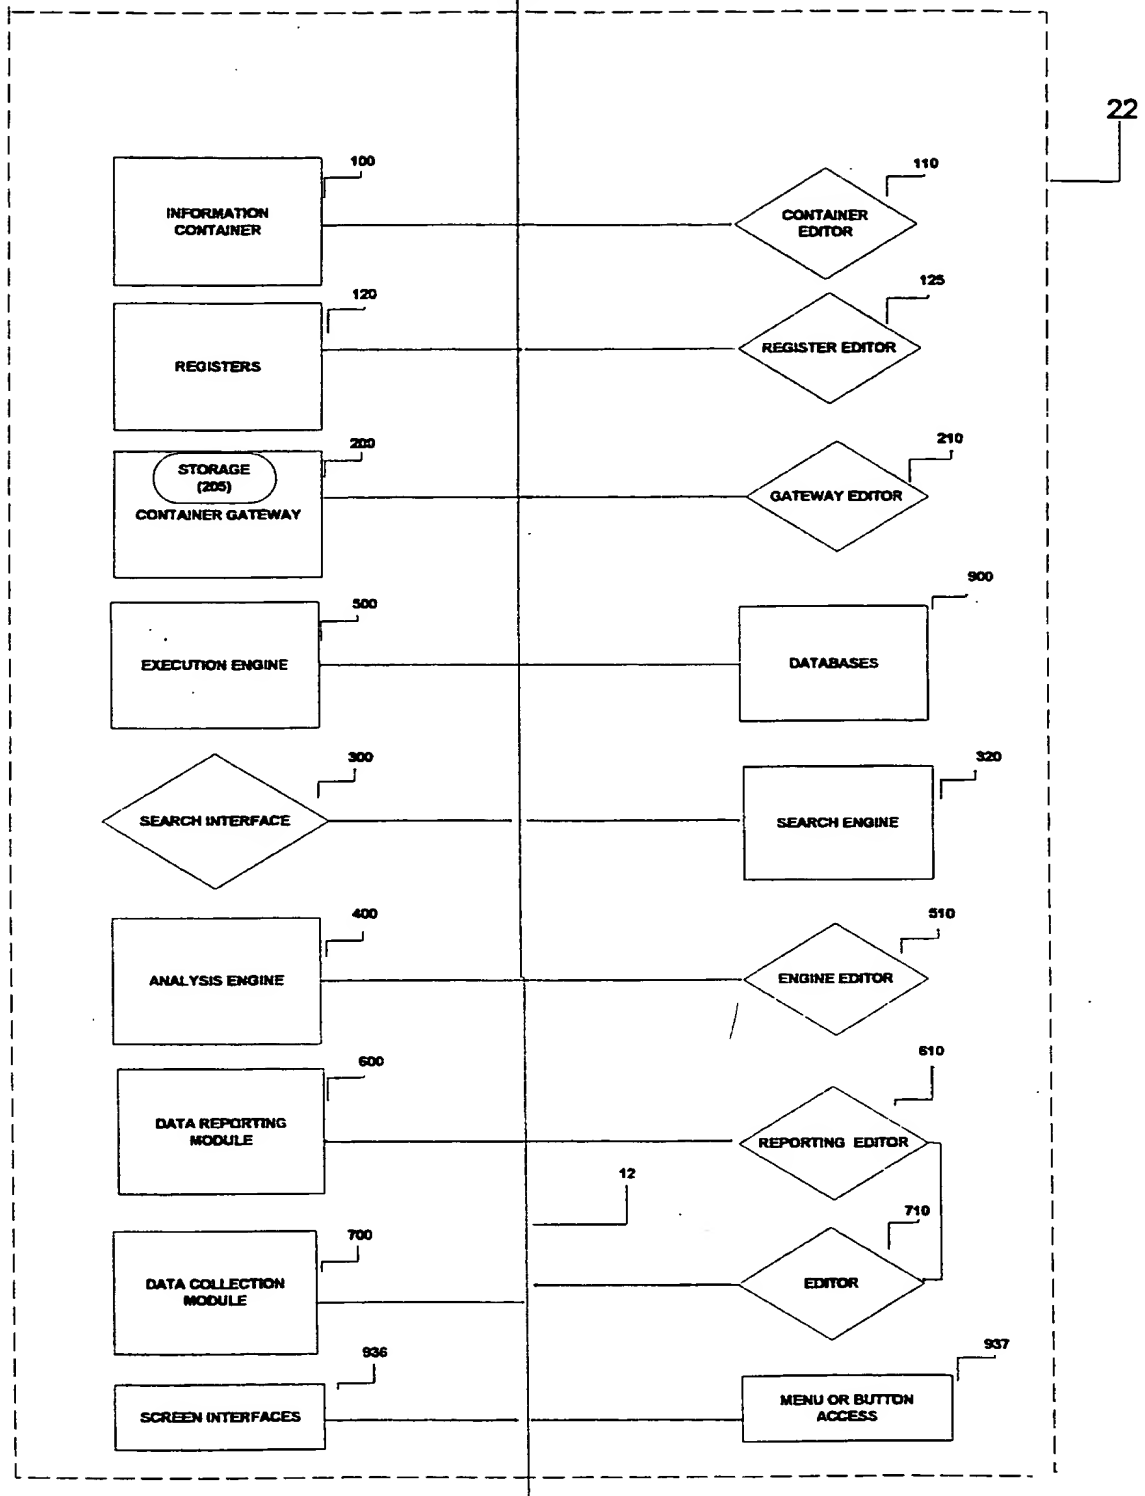 22
100
INFORMATION
CONTAINER
110
CONTAINER
EDITOR
120
REGISTERS
125
REGISTER EDITOR
200
STORAGE
(205)
CONTAINER GATEWAY
210
GATEWAY EDITOR
500
EXECUTION ENGINE
900
DATABASES
300
SEARCH INTERFACE
320
SEARCH ENGINE
400
ANALYSIS ENGINE
510
ENGINE EDITOR
600
DATA REPORTING
MODULE
610
REPORTING EDITOR
12
700
DATA COLLECTION
MODULE
710
EDITOR
936
SCREEN INTERFACES
937
MENU OR BUTTON
ACCESS